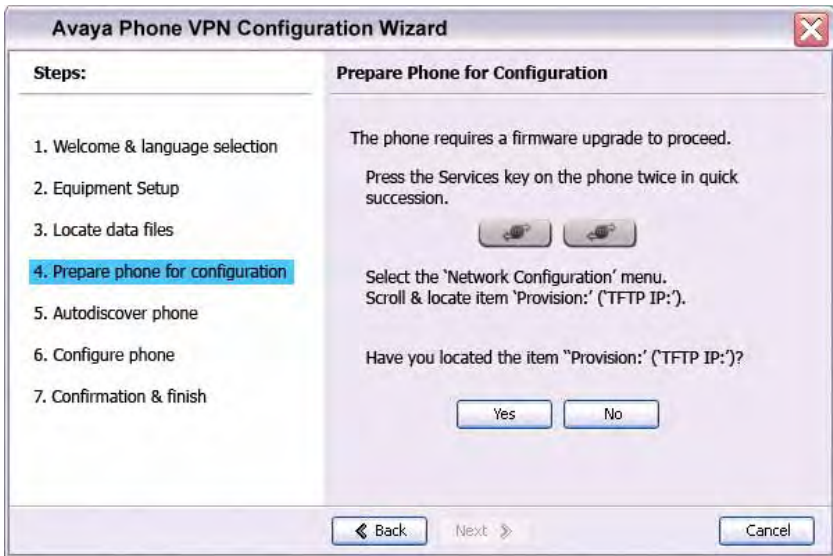 Avaya Phone VPN Configuration Wizard
Steps:
1. Welcome & language selection
2. Equipment Setup
3. Locate data files
4. Prepare phone for configuration
5. Autodiscover phone
6. Configure phone
7. Confirmation & finish
Prepare Phone for Configuration
The phone requires a firmware upgrade to proceed.
Press the Services key on the phone twice in quick
succession.
Select the 'Network Configuration' menu.
Scroll & locate item 'Provision:' ('TFTP IP:').
Have you located the item "Provision:' ('TFTP IP:')?
Yes
No
Back
Next
Cancel